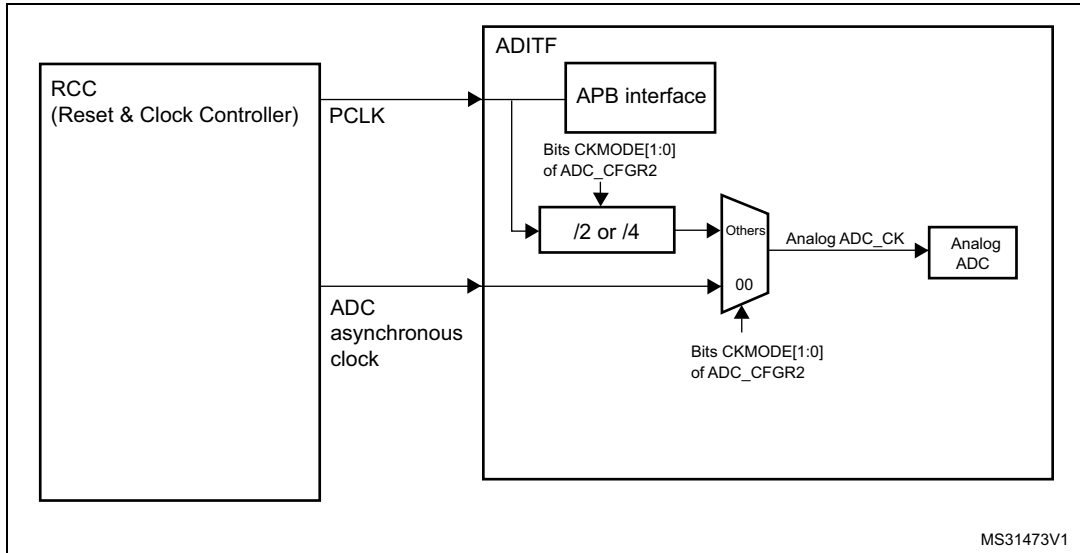 ADITF
RCC
(Reset & Clock Controller)
PCLK
APB interface
Bits CKMODE[1:0]
of ADC_CFGR2
/2 or /4
Others
Analog ADC_CK
Analog
ADC
00
ADC
asynchronous
clock
Bits CKMODE[1:0]
of ADC_CFGR2
MS31473V1